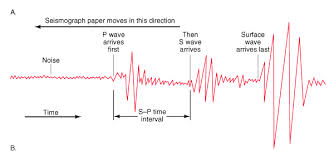 A.
Seismograph paper moves in this direction
P wave
arrives
first
Then
S wave
arrives
Surface
wave
arrives last
Noise
Time
S–P time
interval
B.